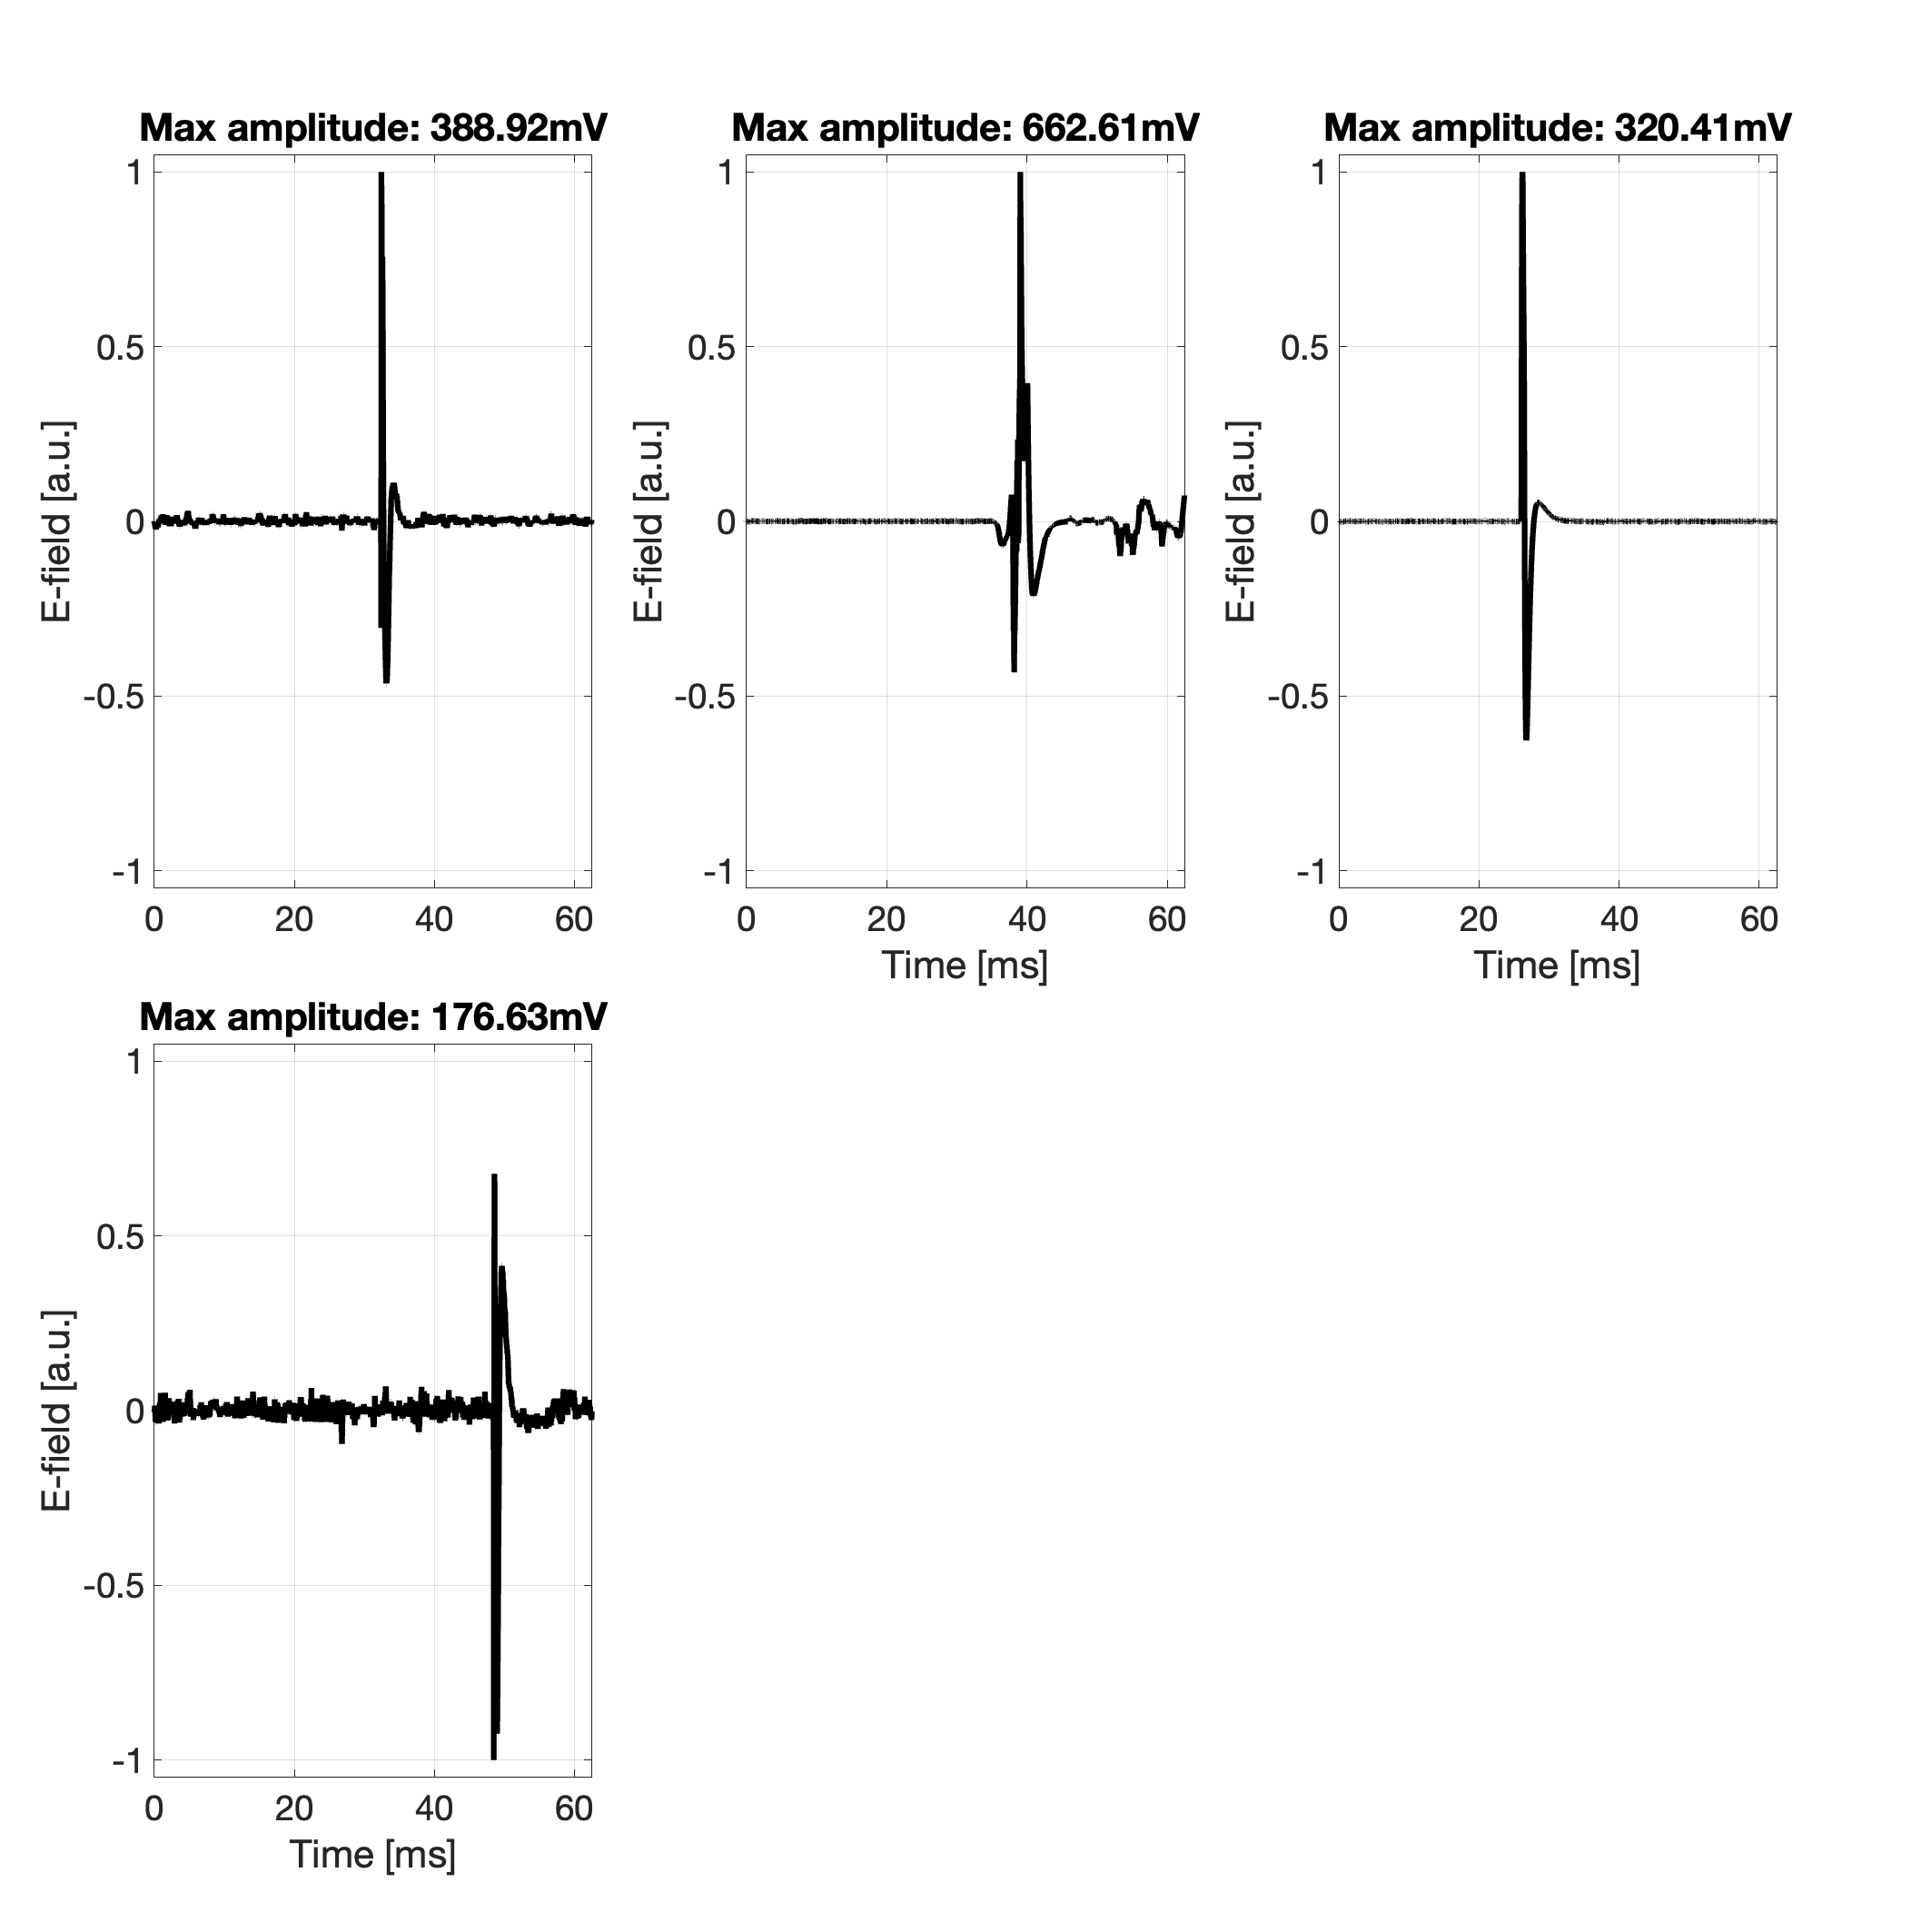 Max amplitude: 388.92mV
1
0.5
0
-0.5
-1
E-field [a.u.]
0 20 40 60
Max amplitude: 662.61mV
1
0.5
0
-0.5
-1
E-field [a.u.]
0 20 40 60
Time [ms]
Max amplitude: 320.41mV
1
0.5
0
-0.5
-1
E-field [a.u.]
0 20 40 60
Time [ms]
Max amplitude: 176.63mV
1
0.5
0
-0.5
-1
E-field [a.u.]
0 20 40 60
Time [ms]